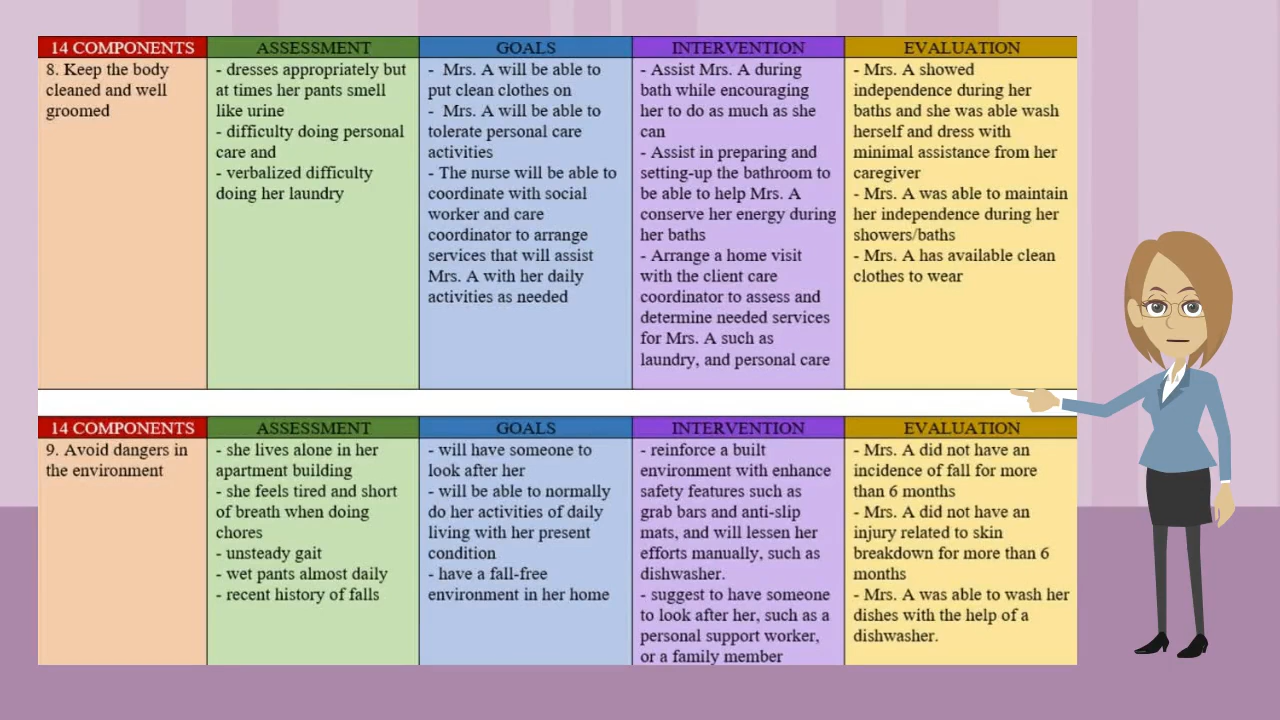 14 COMPONENTS
ASSESSMENT
GOALS
INTERVENTION
EVALUATION
8. Keep the body
cleaned and well
groomed
- dresses appropriately but
at times her pants smell
like urine
- difficulty doing personal
care and
- verbalized difficulty
doing her laundry
- Mrs. A will be able to
put clean clothes on
- Mrs. A will be able to
tolerate personal care
activities
- The nurse will be able to
coordinate with social
worker and care
coordinator to arrange
services that will assist
Mrs. A with her daily
activities as needed
- Assist Mrs. A during
bath while encouraging
her to do as much as she
can
- Assist in preparing and
setting-up the bathroom to
be able to help Mrs. A
conserve her energy during
her baths
- Arrange a home visit
with the client care
coordinator to assess and
determine needed services
for Mrs. A such as
laundry, and personal care
- Mrs. A showed
independence during her
baths and she was able wash
herself and dress with
minimal assistance from her
caregiver
- Mrs. A was able to maintain
her independence during her
showers/baths
- Mrs. A has available clean
clothes to wear
14 COMPONENTS
ASSESSMENT
GOALS
INTERVENTION
EVALUATION
9. Avoid dangers in
the environment
- she lives alone in her
apartment building
- she feels tired and short
of breath when doing
chores
- unsteady gait
- wet pants almost daily
- recent history of falls
- will have someone to
look after her
- will be able to normally
do her activities of daily
living with her present
condition
- have a fall-free
environment in her home
- reinforce a built
environment with enhance
safety features such as
grab bars and anti-slip
mats, and will lessen her
efforts manually, such as
dishwasher.
- suggest to have someone
to look after her, such as a
personal support worker,
or a family member
- Mrs. A did not have an
incidence of fall for more
than 6 months
- Mrs. A did not have an
injury related to skin
breakdown for more than 6
months
- Mrs. A was able to wash her
dishes with the help of a
dishwasher.